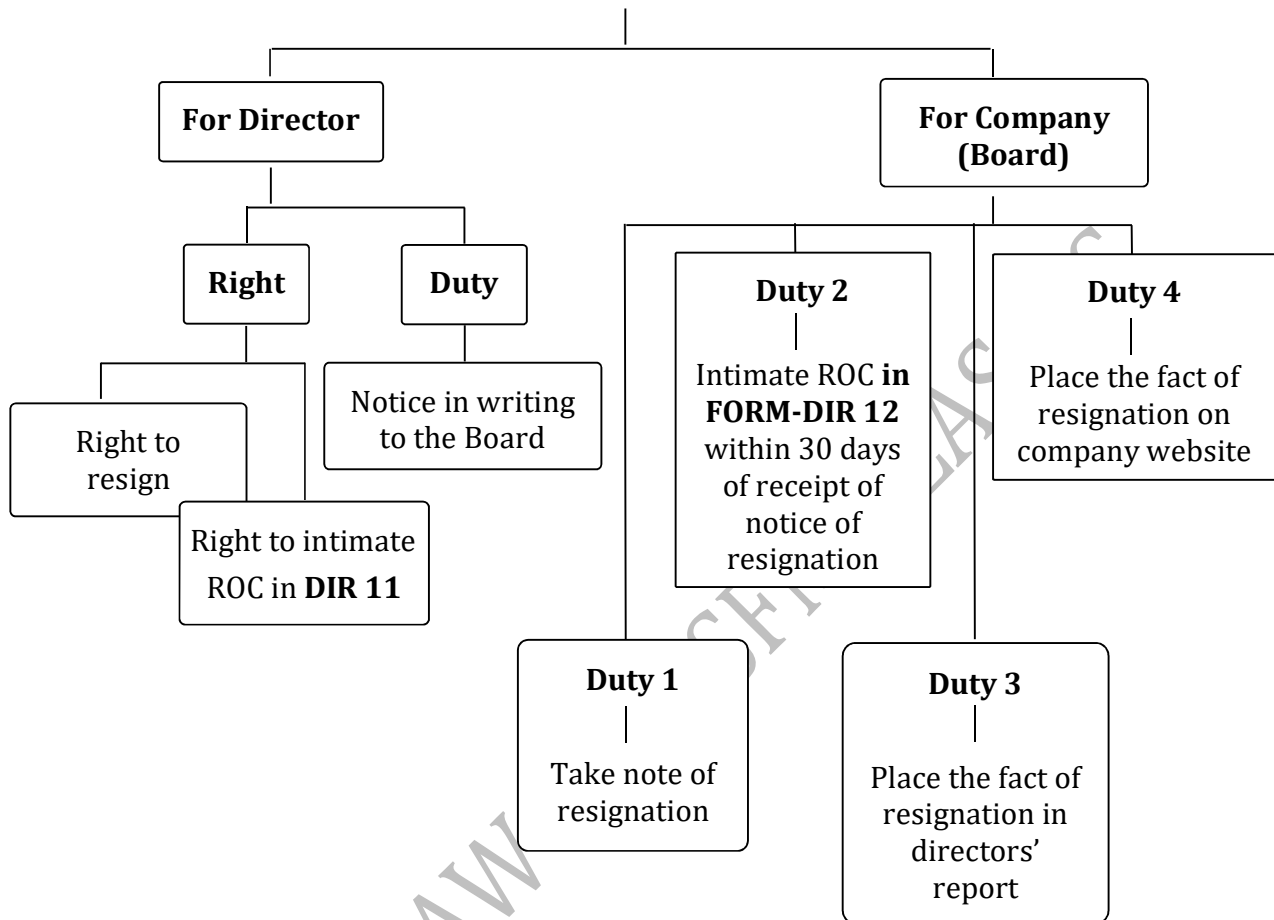 For Director
For Company
(Board)
Right
Duty
Right to
resign
Right to intimate
ROC in DIR 11
Notice in writing
to the Board
Duty 1
Take note of
resignation
Duty 2
Intimate ROC in
FORM-DIR 12
within 30 days
of receipt of
notice of
resignation
Duty 3
Place the fact of
resignation in
directors’
report
Duty 4
Place the fact of
resignation on
company website
LAW